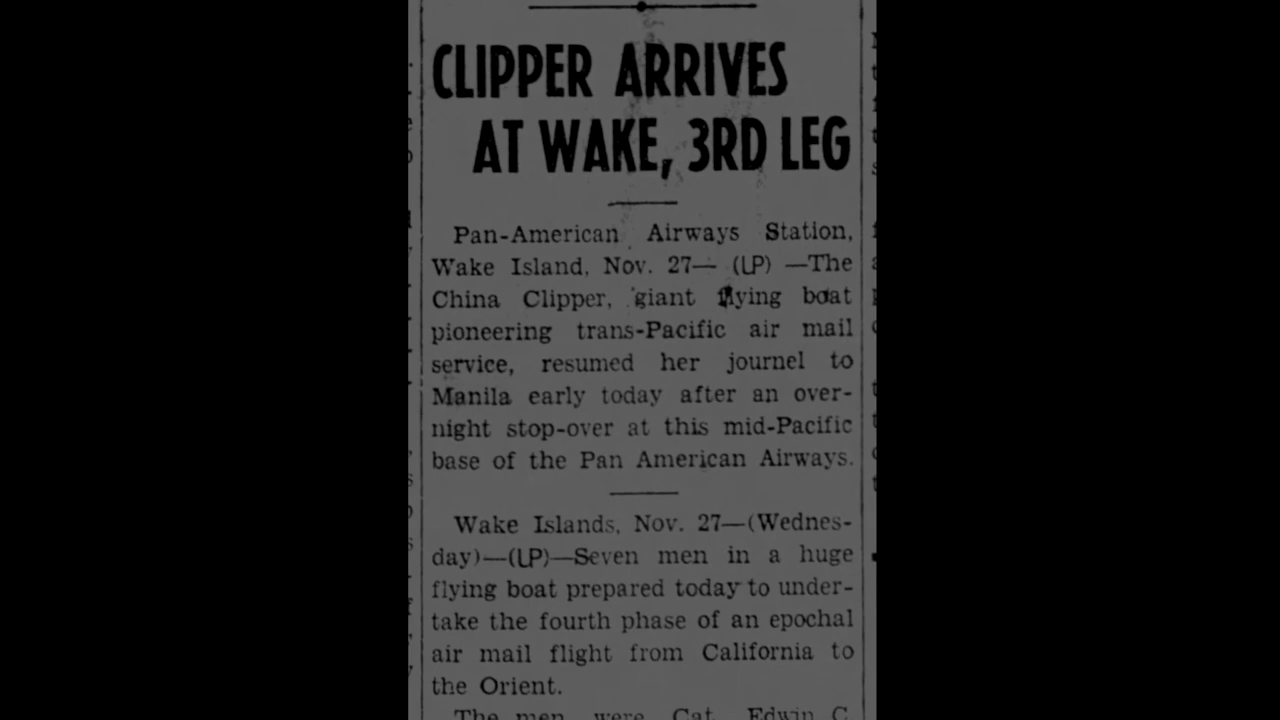 CLIPPER ARRIVES
AT WAKE, 3RD LEG
Pan-American Airways Station,
Wake Island, Nov. 27— (UP) —The
China Clipper, giant flying boat
pioneering trans-Pacific air mail
service, resumed her journel to
Manila early today after an over-
night stop-over at this mid-Pacific
base of the Pan American Airways.
Wake Islands, Nov. 27—(Wednes-
day)—(UP)—Seven men in a huge
flying boat prepared today to under-
take the fourth phase of an epochal
air mail flight from California to
the Orient.
The men were Cat. Edwin C.